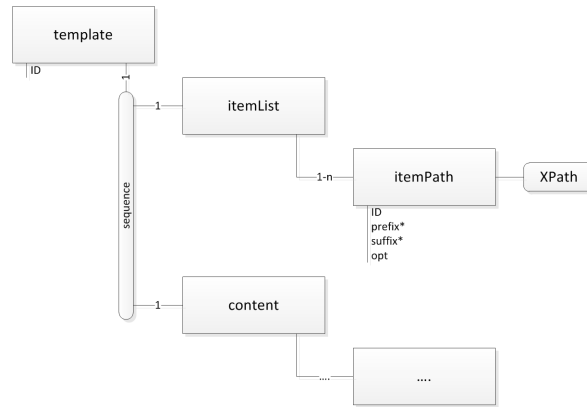 template
ID
1
1
itemList
1-n
itemPath
XPath
ID
prefix*
suffix*
opt
sequence
1
content
....
....